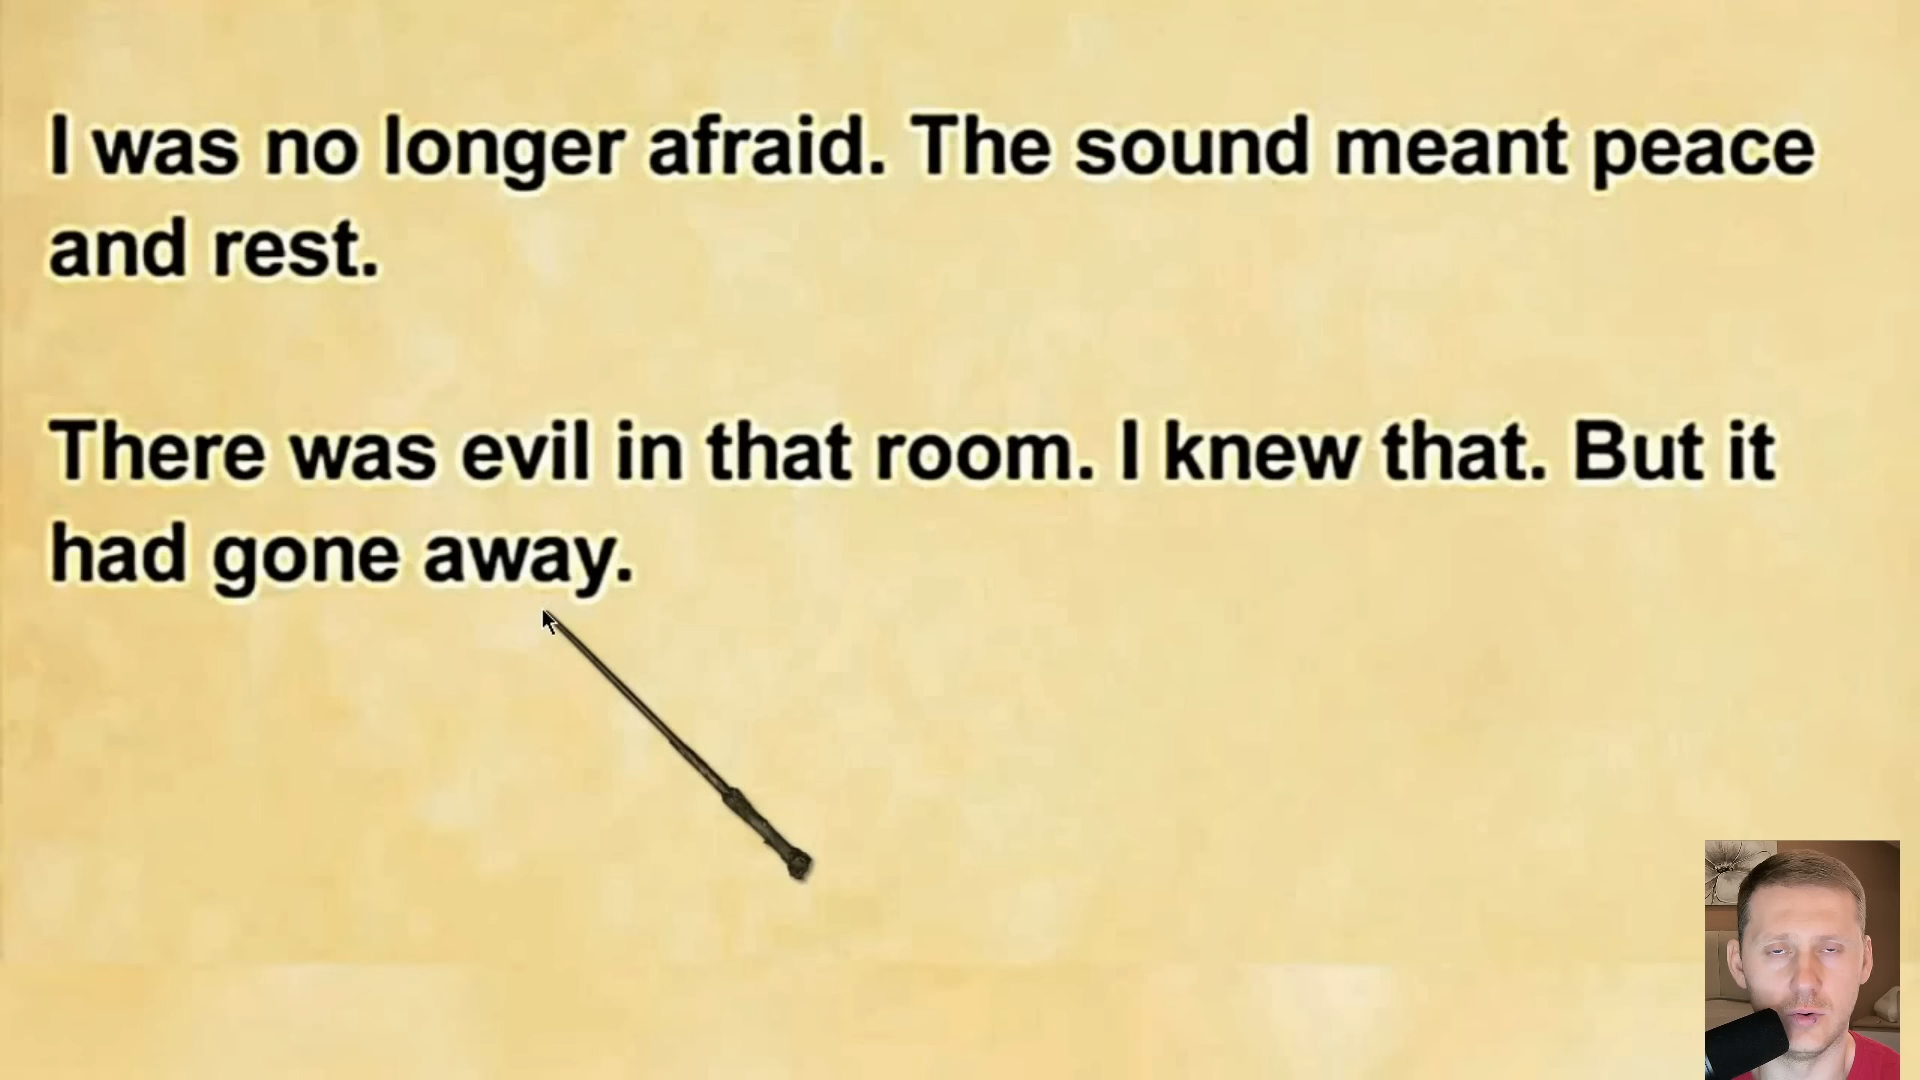 I was no longer afraid. The sound meant peace
and rest.
There was evil in that room. I knew that. But it
had gone away.